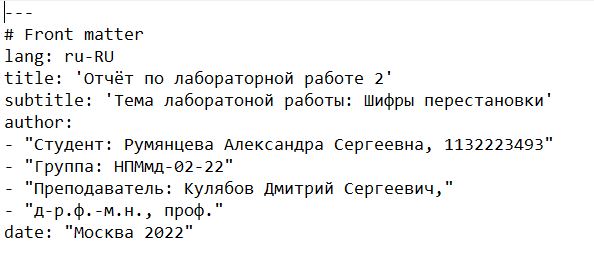 ---
# Front matter
lang: ru-RU
title: 'Отчёт по лабораторной работе 2'
subtitle: 'Тема лаборатоной работы: Шифры перестановки'
author:
- "Студент: Румянцева Александра Сергеевна, 1132223493"
- "Группа: НПМмд-02-22"
- "Преподаватель: Кулябов Дмитрий Сергеевич,"
- "д-р.ф.-м.н., проф."
date: "Москва 2022"